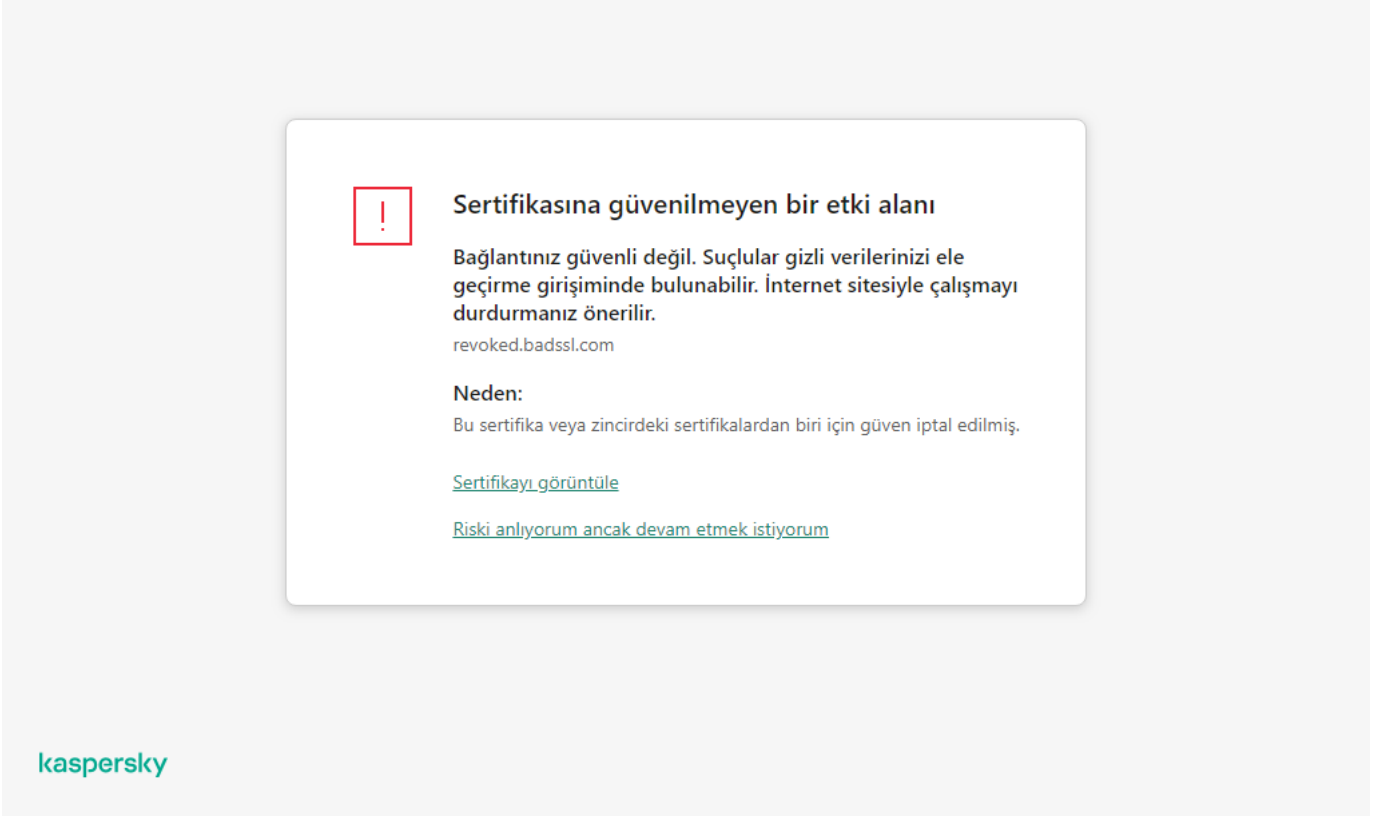 !
Sertifikasına güvenilmeyen bir etki alanı
Bağlantınız güvenli değil. Suçlular gizli verilerinizi ele
geçirme girişiminde bulunabilir. İnternet sitesiyle çalışmayı
durdurmanız önerilir.
revoked.badssl.com
Neden:
Bu sertifika veya zincirdeki sertifikalardan biri için güven iptal edilmiş.
Sertifikayı görüntüle
Riski anlıyorum ancak devam etmek istiyorum
kaspersky